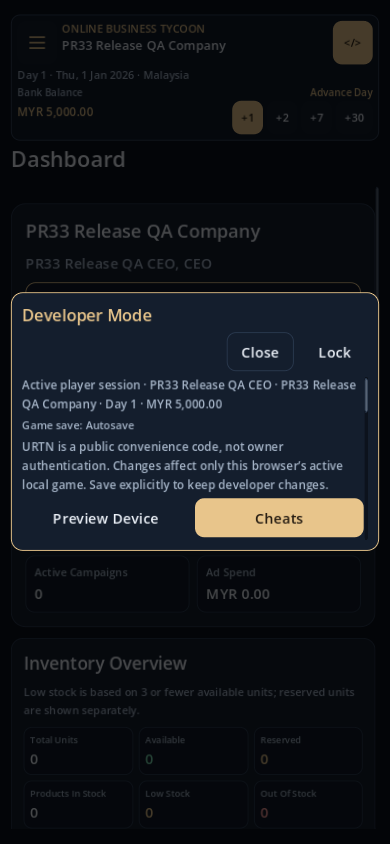 ONLINE BUSINESS TYCOON
PR33 Release QA Company
</>
Day 1 · Thu, 1 Jan 2026 · Malaysia
Bank Balance
Advance Day
MYR 5,000.00
+1 +2 +7 +30
Dashboard
PR33 Release QA Company
PR33 Release QA CEO, CEO
Developer Mode
Close Lock
Active player session · PR33 Release QA CEO · PR33 Release
QA Company · Day 1 · MYR 5,000.00
Game save: Autosave
URTN is a public convenience code, not owner
authentication. Changes affect only this browser's active
local game. Save explicitly to keep developer changes.
Preview Device Cheats
Active Campaigns Ad Spend
0 MYR 0.00
Inventory Overview
Low stock is based on 3 or fewer available units; reserved units
are shown separately.
Total Units Available Reserved
0 0 0
Products In Stock Low Stock Out Of Stock
0 0 0